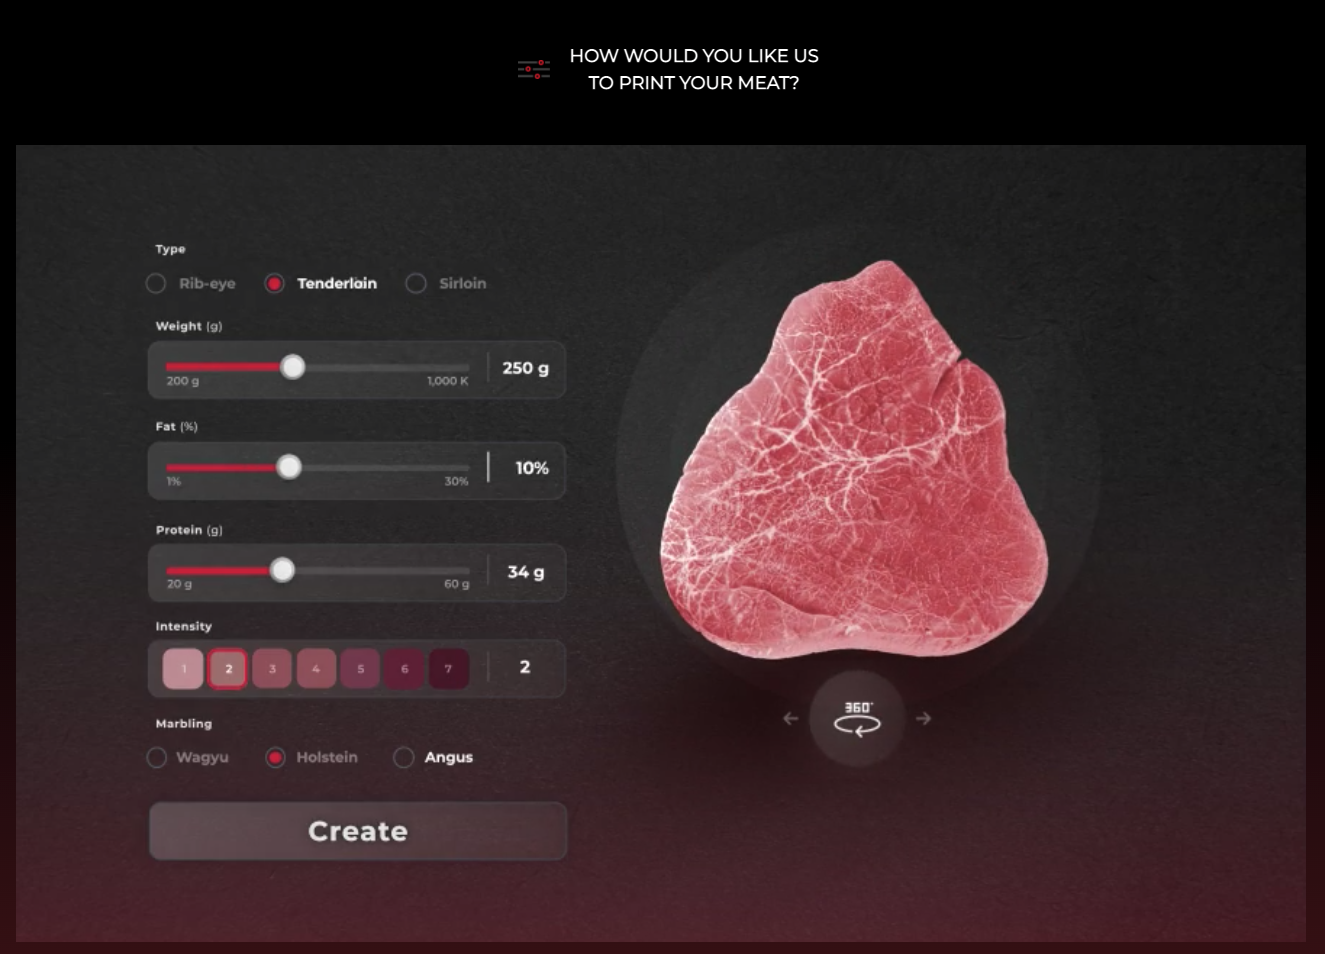 HOW WOULD YOU LIKE US
TO PRINT YOUR MEAT?
Type
Rib-eye Tenderlain Sirloin
Weight (g)
200 g 1,000 K 250 g
Fat (%)
1% 30% 10%
Protein (g)
20 g 60 g 34 g
Intensity
1 2 3 4 5 6 7 2
Marbling
Wagyu Holstein Angus
Create
360°